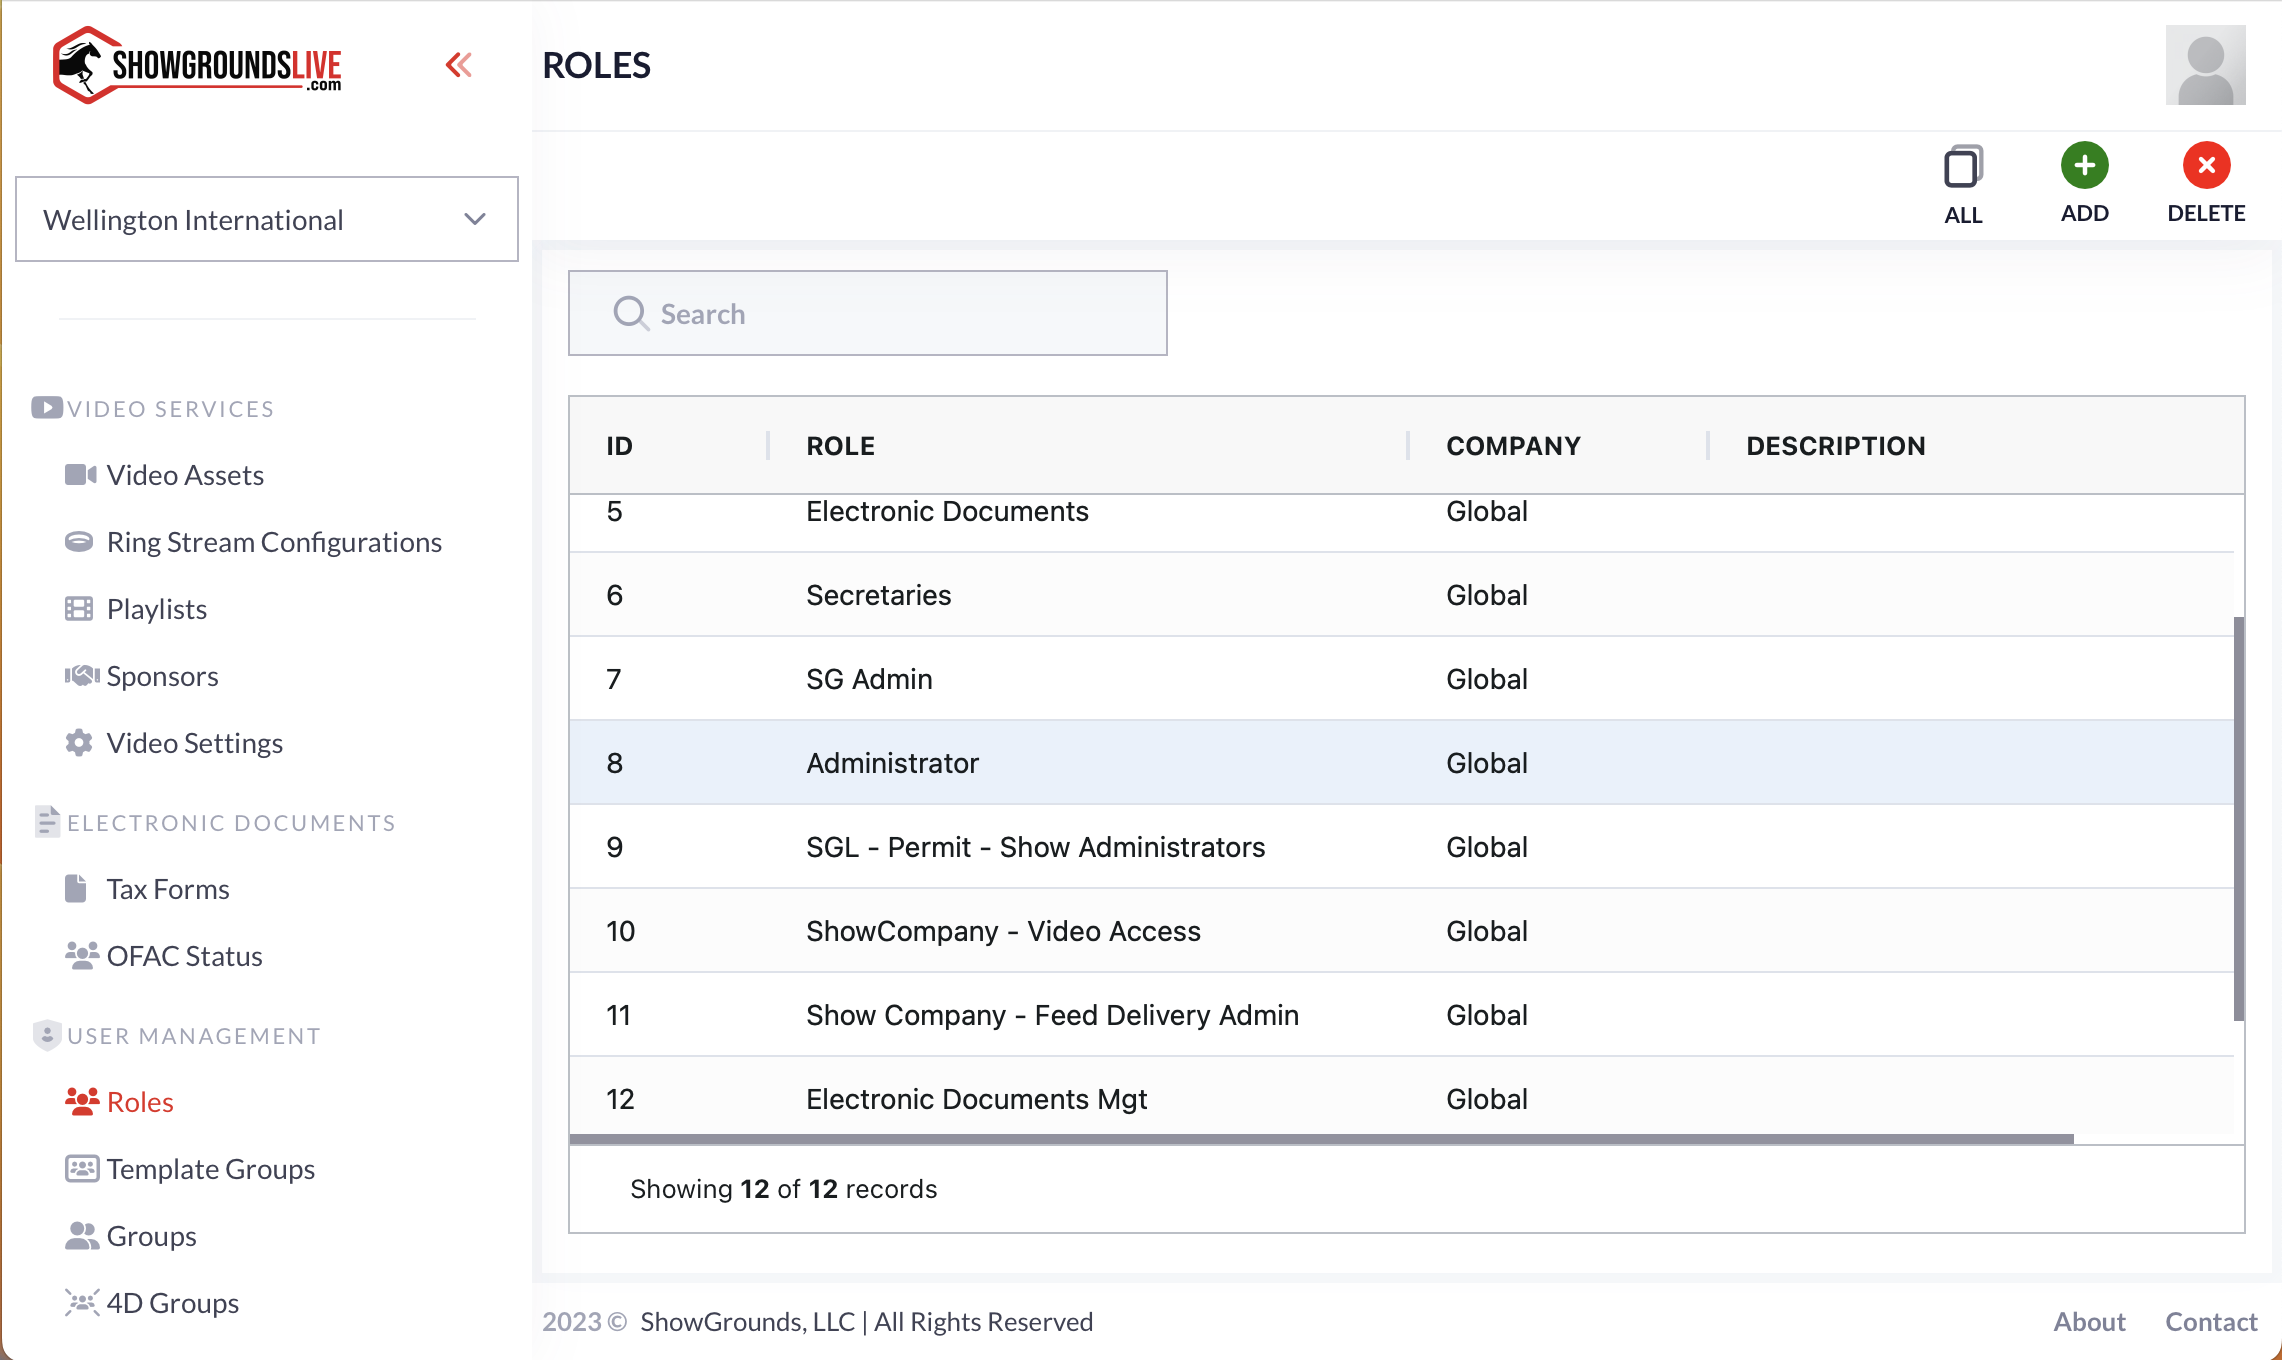 SHOWGROUNDSLIVE
.com
ROLES
Wellington International
ALL
ADD
DELETE
Search
VIDEO SERVICES
Video Assets
Ring Stream Configurations
Playlists
Sponsors
Video Settings
ELECTRONIC DOCUMENTS
Tax Forms
OFAC Status
USER MANAGEMENT
Roles
Template Groups
Groups
4D Groups
ID ROLE COMPANY DESCRIPTION
5 Electronic Documents Global
6 Secretaries Global
7 SG Admin Global
8 Administrator Global
9 SGL - Permit - Show Administrators Global
10 ShowCompany - Video Access Global
11 Show Company - Feed Delivery Admin Global
12 Electronic Documents Mgt Global
Showing 12 of 12 records
2023 © ShowGrounds, LLC | All Rights Reserved
About Contact